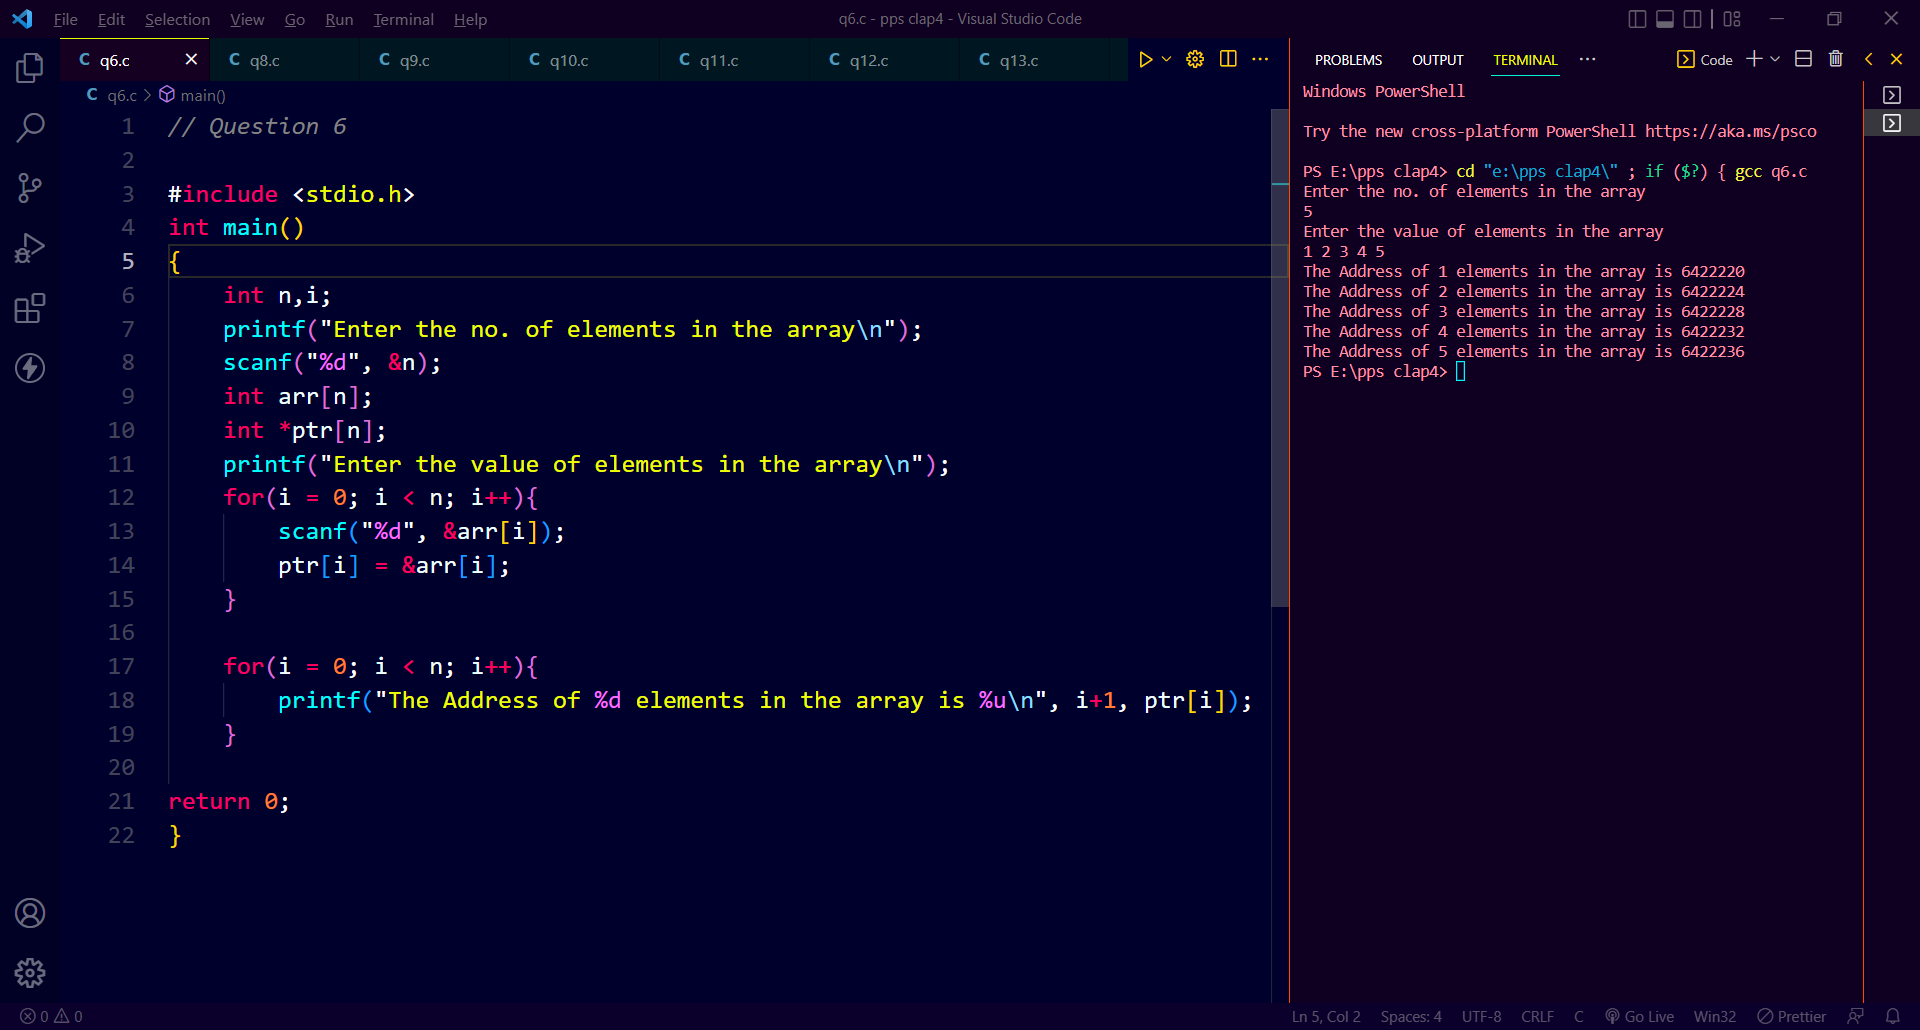 File Edit Selection View Go Run Terminal Help
q6.c - pps clap4 - Visual Studio Code
C q6.c
C q8.c
C q9.c
C q10.c
C q11.c
C q12.c
C q13.c
C q6.c > main()
1 // Question 6
2
3 #include <stdio.h>
4 int main()
5 {
6     int n,i;
7     printf("Enter the no. of elements in the array\n");
8     scanf("%d", &n);
9     int arr[n];
10     int *ptr[n];
11     printf("Enter the value of elements in the array\n");
12     for(i = 0; i < n; i++){
13         scanf("%d", &arr[i]);
14         ptr[i] = &arr[i];
15     }
16
17     for(i = 0; i < n; i++){
18         printf("The Address of %d elements in the array is %u\n", i+1, ptr[i]);
19     }
20
21 return 0;
22 }
PROBLEMS OUTPUT TERMINAL ··· Code
Windows PowerShell
Try the new cross-platform PowerShell https://aka.ms/psco
PS E:\pps clap4> cd "e:\pps clap4\" ; if ($?) { gcc q6.c
Enter the no. of elements in the array
5
Enter the value of elements in the array
1 2 3 4 5
The Address of 1 elements in the array is 6422220
The Address of 2 elements in the array is 6422224
The Address of 3 elements in the array is 6422228
The Address of 4 elements in the array is 6422232
The Address of 5 elements in the array is 6422236
PS E:\pps clap4>
0 0
Ln 5, Col 2 Spaces: 4 UTF-8 CRLF C Go Live Win32 Prettier